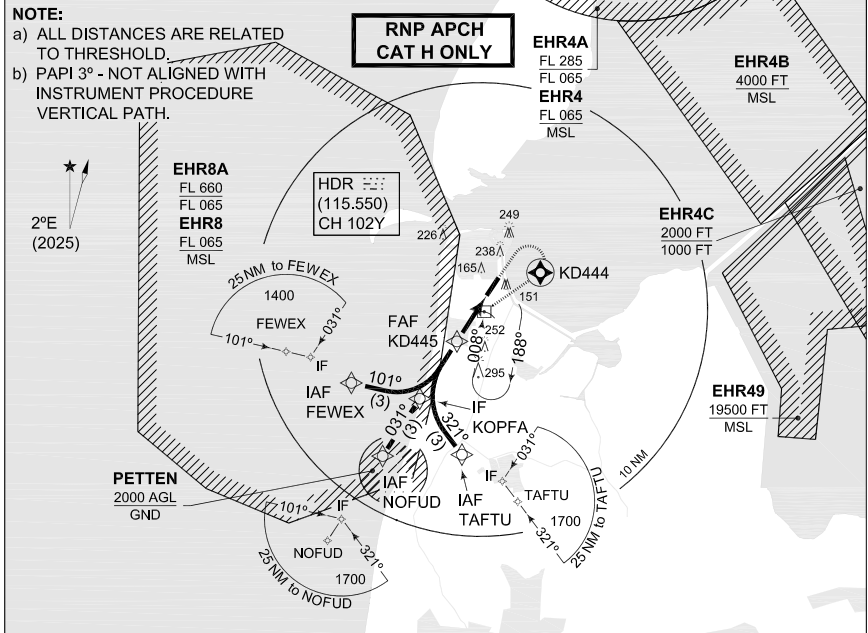 NOTE:
a) ALL DISTANCES ARE RELATED
TO THRESHOLD.
b) PAPI 3º - NOT ALIGNED WITH
INSTRUMENT PROCEDURE
VERTICAL PATH.
RNP APCH
CAT H ONLY
EHR4A
FL 285
FL 065
EHR4
FL 065
MSL
EHR4B
4000 FT
MSL
2ºE
(2025)
EHR8A
FL 660
FL 065
EHR8
FL 065
MSL
HDR
(115.550)
CH 102Y
226
249
238
165
151
KD444
EHR4C
2000 FT
1000 FT
25 NM to FEWEX
1400
FEWEX
101º
031º
IF
FAF
KD445
252
295
008º
188º
IAF
FEWEX
101º
(3)
031º
(3)
321º
(3)
IF
KOPFA
EHR49
19500 FT
MSL
10 NM
PETTEN
2000 AGL
GND
IAF
NOFUD
IAF
TAFTU
031º
IF
TAFTU
321º
1700
25 NM to TAFTU
101º
IF
NOFUD
321º
1700
25 NM to NOFUD